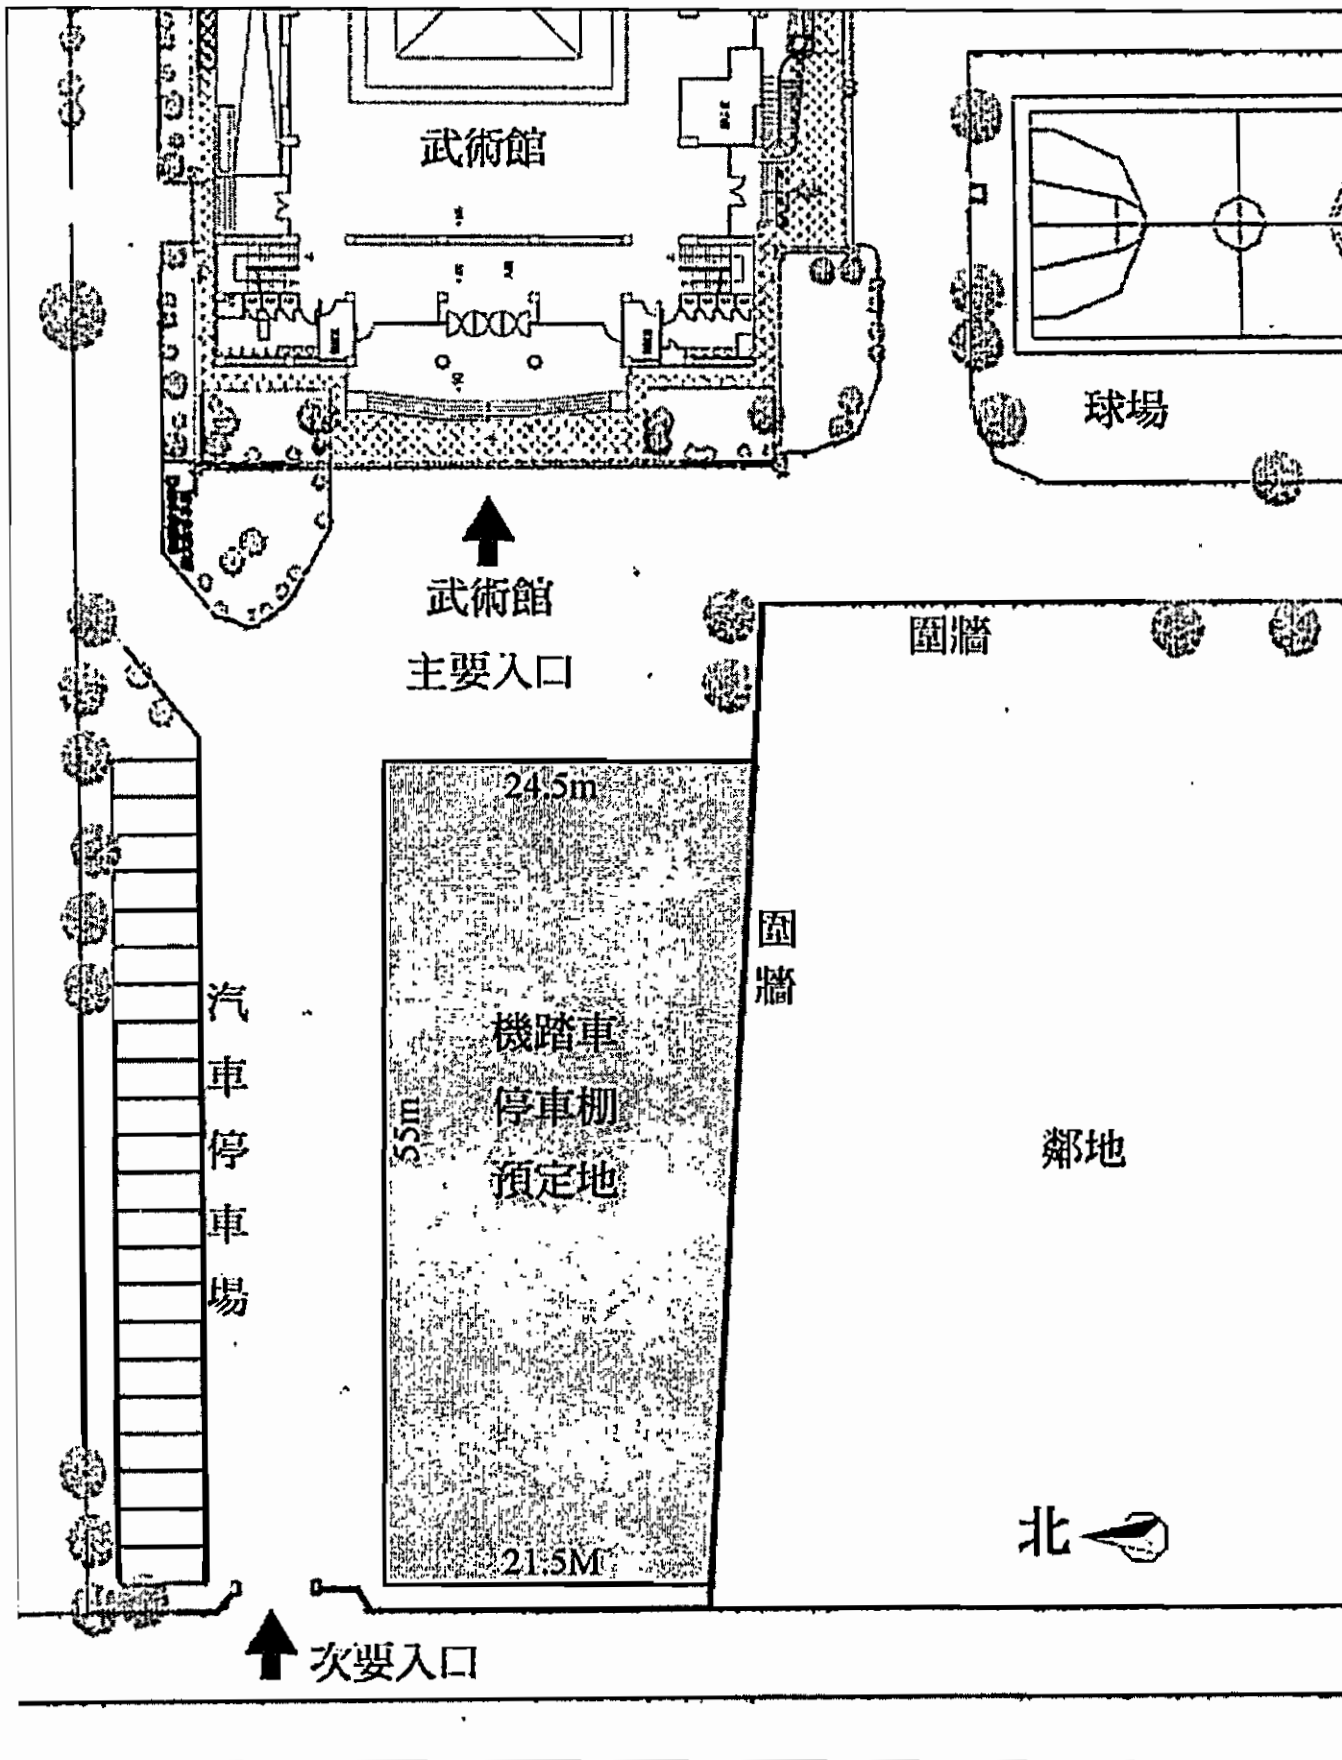 武術館
球場
武術館
主要入口
圍牆
24.5m
圍
牆
機踏車
停車棚
預定地
55m
汽
車
停
車
場
鄰地
北
21.5M
次要入口